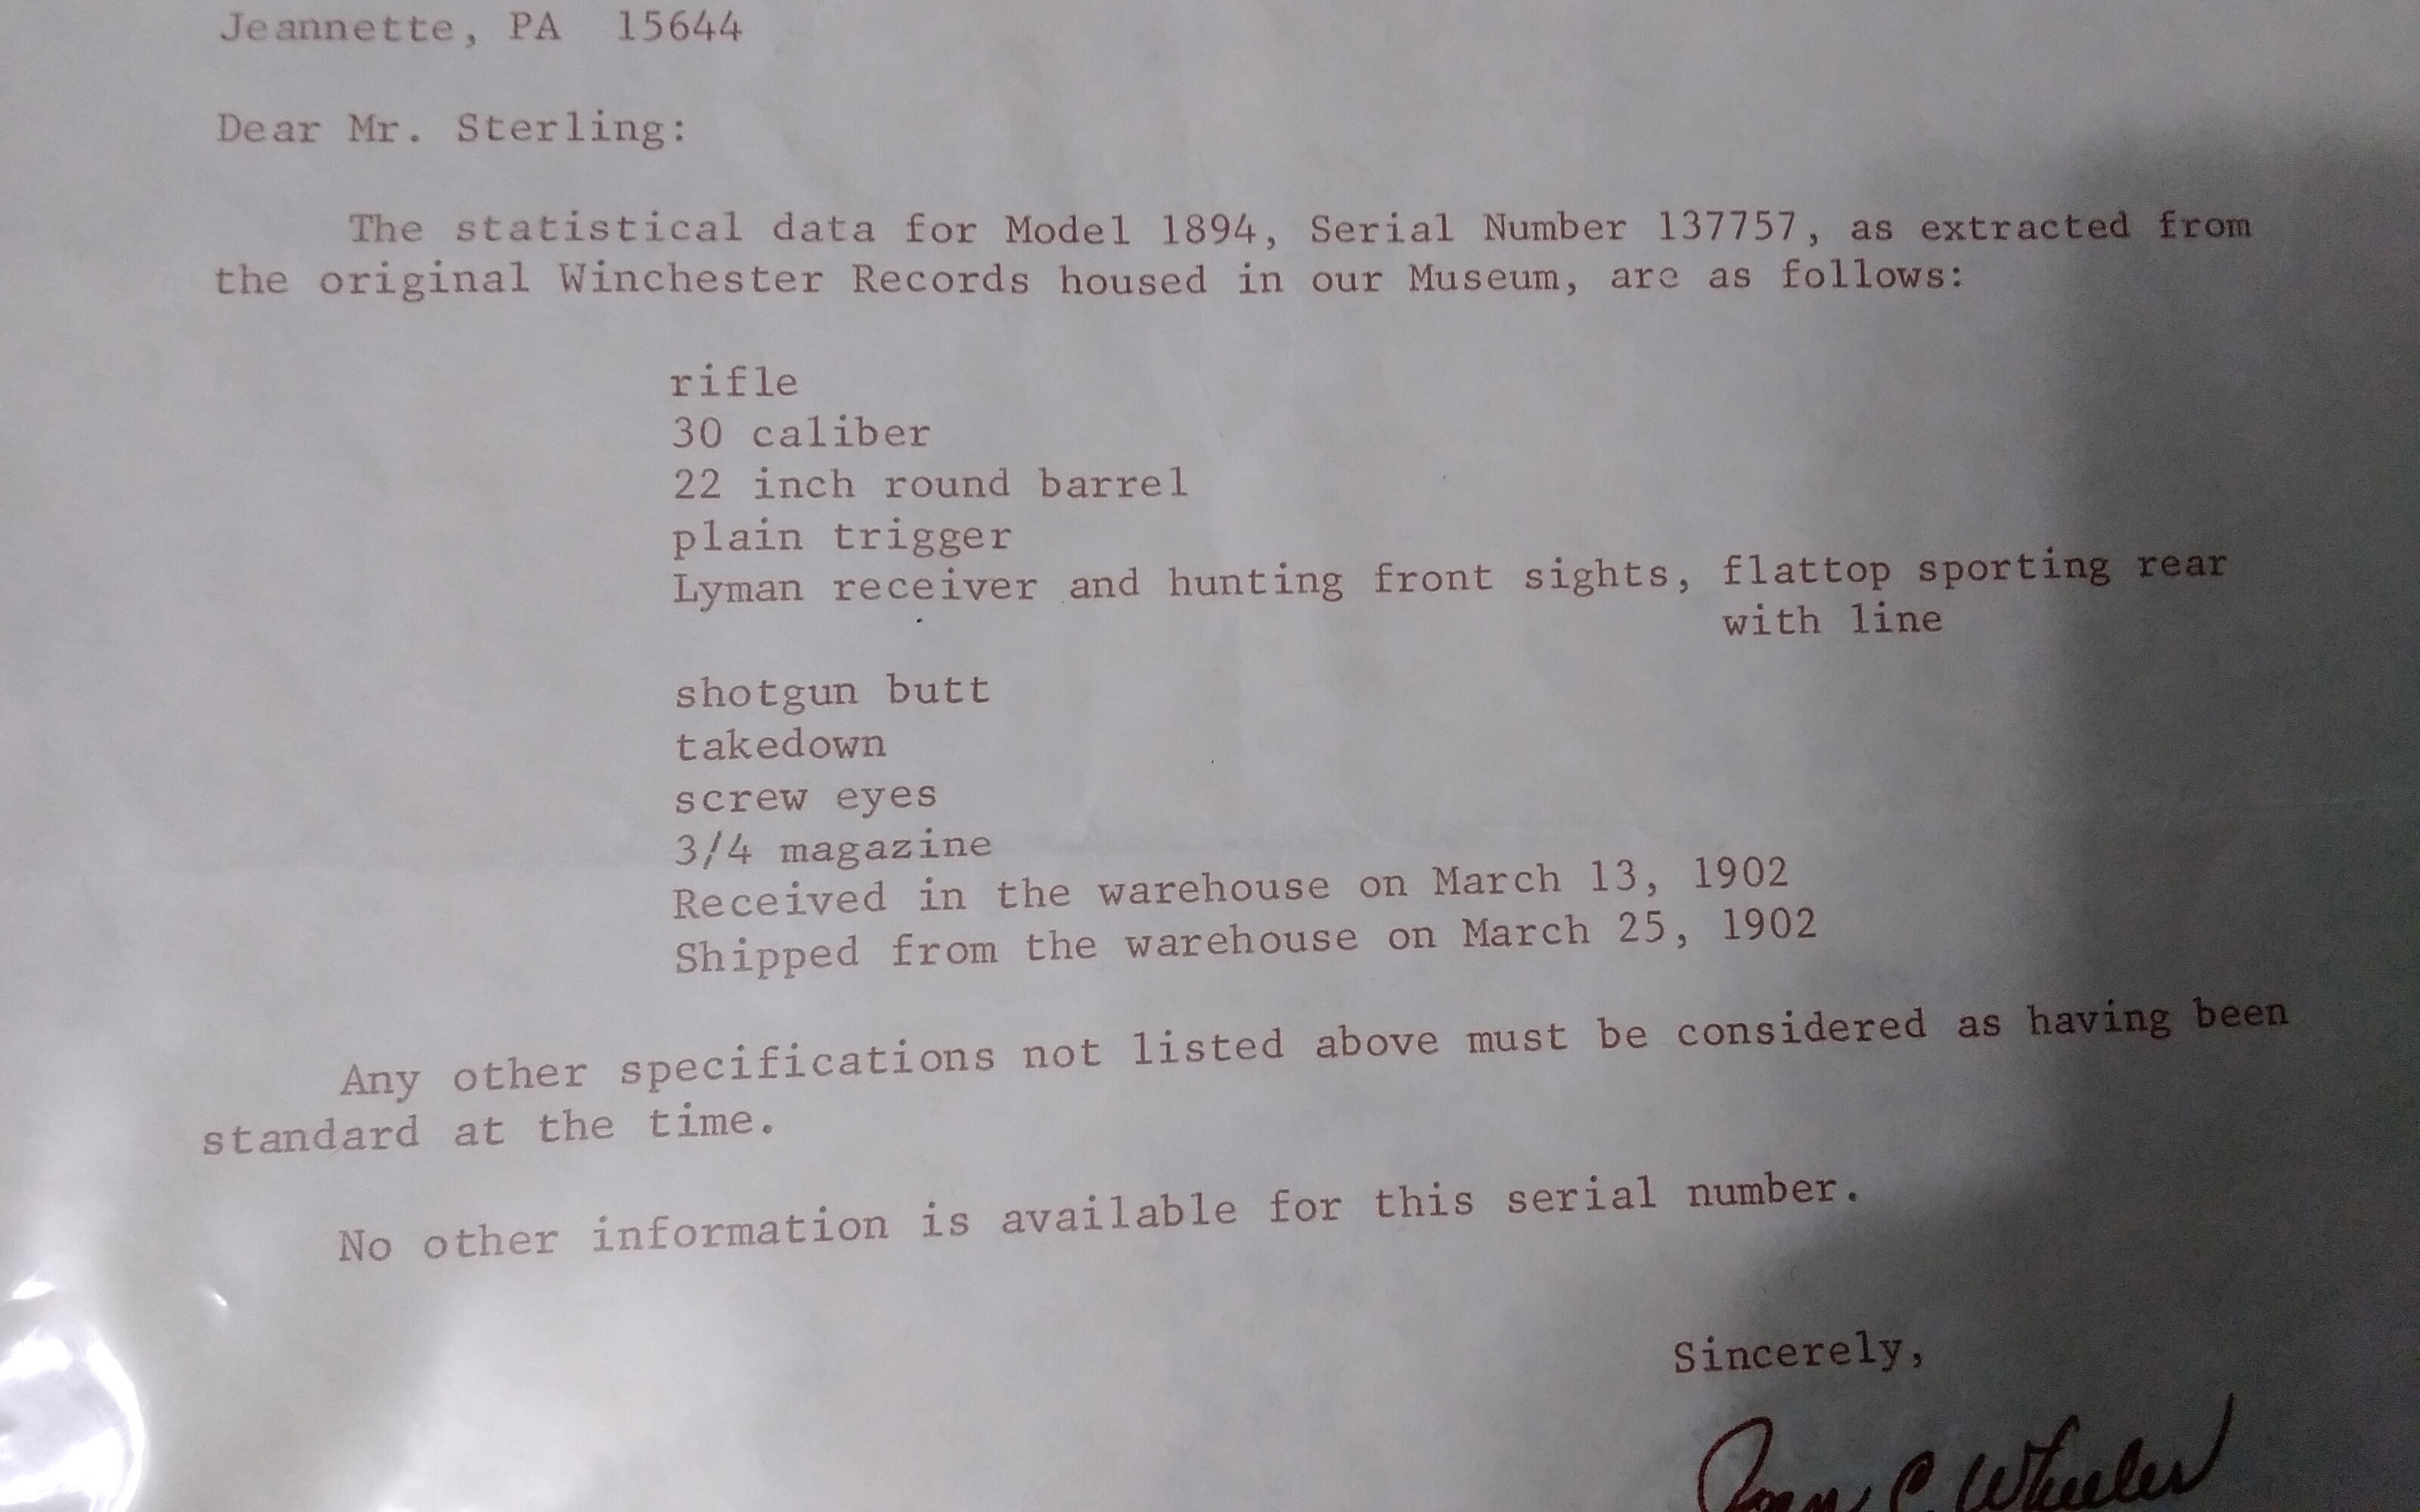 Jeannette, PA 15644
Dear Mr. Sterling:
The statistical data for Model 1894, Serial Number 137757, as extracted from
the original Winchester Records housed in our Museum, are as follows:
rifle
30 caliber
22 inch round barrel
plain trigger
Lyman receiver and hunting front sights, flattop sporting rear
with line
shotgun butt
takedown
screw eyes
3/4 magazine
Received in the warehouse on March 13, 1902
Shipped from the warehouse on March 25, 1902
Any other specifications not listed above must be considered as having been
standard at the time.
No other information is available for this serial number.
Sincerely,
C. Wheeler